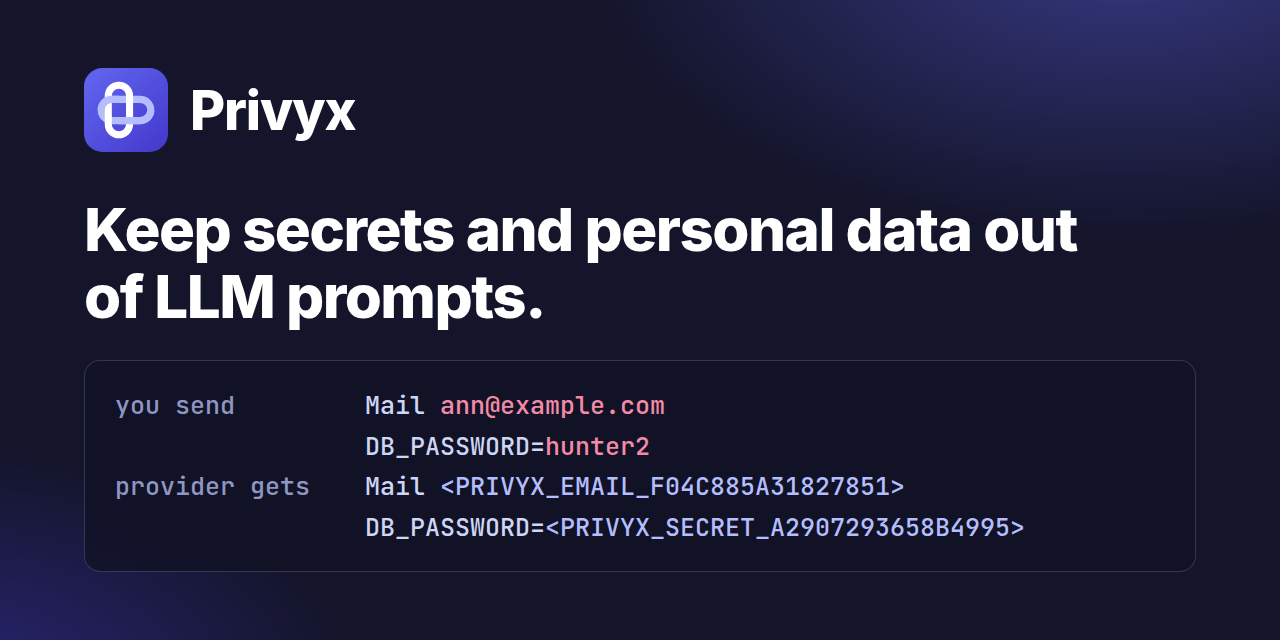 Privyx
Keep secrets and personal data out
of LLM prompts.
you send Mail ann@example.com
DB_PASSWORD=hunter2
provider gets Mail <PRIVYX_EMAIL_F04C885A31827851>
DB_PASSWORD=<PRIVYX_SECRET_A2907293658B4995>